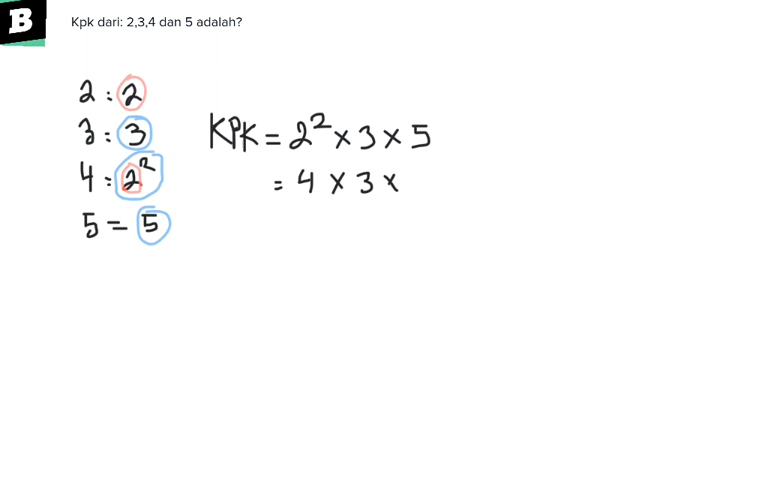 B
Kpk dari: 2,3,4 dan 5 adalah?
2 : 2
3 : 3
4 = 2²
5 = 5
KPK = 2² × 3 × 5
= 4 × 3 ×